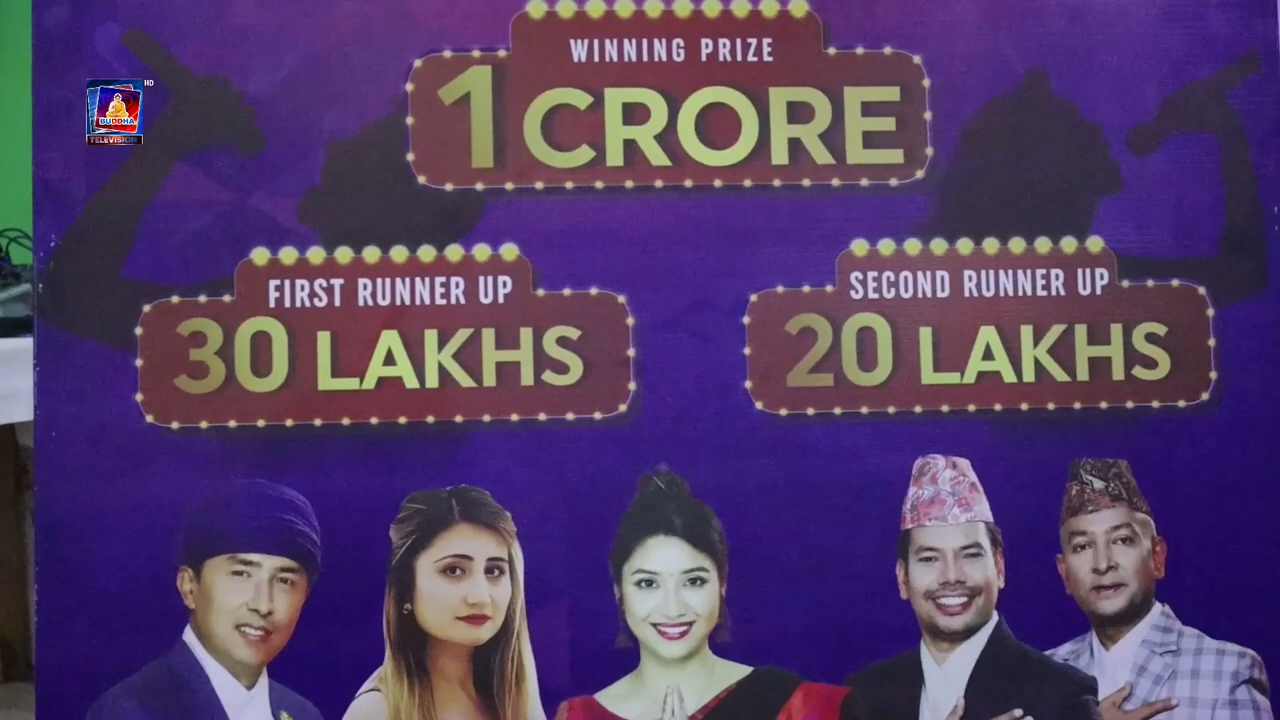 HD
BUDDHA
TELEVISION
WINNING PRIZE
1 CRORE
FIRST RUNNER UP
30 LAKHS
SECOND RUNNER UP
20 LAKHS